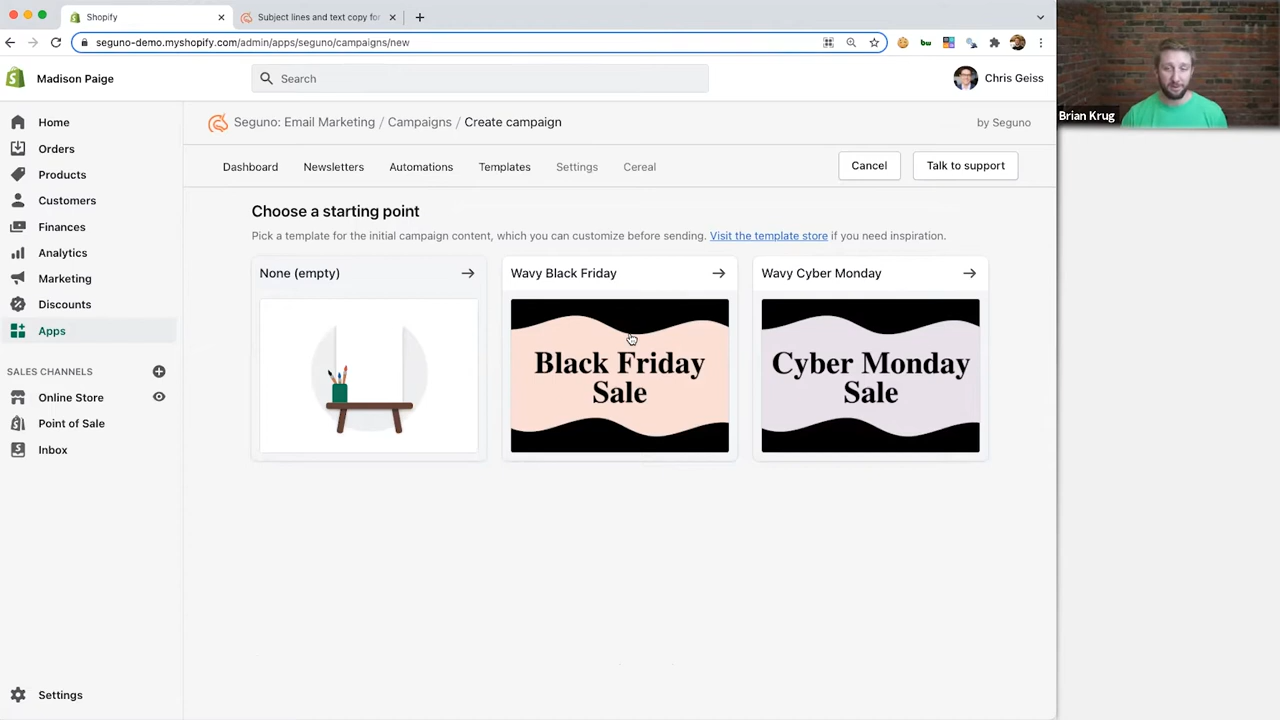 Shopify
Subject lines and text copy for
seguno-demo.myshopify.com/admin/apps/seguno/campaigns/new
Madison Paige
Search
Chris Geiss
Brian Krug
Home
Orders
Products
Customers
Finances
Analytics
Marketing
Discounts
Apps
SALES CHANNELS
Online Store
Point of Sale
Inbox
Settings
Seguno: Email Marketing / Campaigns / Create campaign
by Seguno
Dashboard
Newsletters
Automations
Templates
Settings
Cereal
Cancel
Talk to support
Choose a starting point
Pick a template for the initial campaign content, which you can customize before sending. Visit the template store if you need inspiration.
None (empty)
Wavy Black Friday
Black Friday
Sale
Wavy Cyber Monday
Cyber Monday
Sale